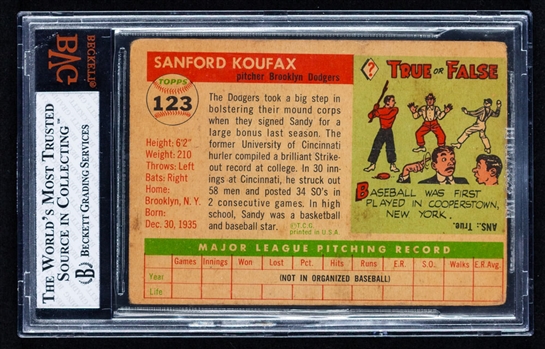 BECKETT
BVG
THE WORLD'S MOST TRUSTED
SOURCE IN COLLECTING™
(B) BECKETT GRADING SERVICES
SANFORD KOUFAX
pitcher Brooklyn Dodgers
TOPPS
123
Height: 6'2"
Weight: 210
Throws: Left
Bats: Right
Home:
Brooklyn, N. Y.
Born:
Dec. 30, 1935
The Dodgers took a big step in
bolstering their mound corps
when they signed Sandy for a
large bonus last season. The
former University of Cincinnati
hurler compiled a brilliant Strike-
out record at college. In 30 inn-
ings at Cincinnati, he struck out
58 men and posted 34 SO's in
2 consecutive games. In high
school, Sandy was a basketball
and baseball star.
©T.C.G.
printed in U.S.A.
?
TRUE OR FALSE
BASEBALL WAS FIRST
PLAYED IN COOPERSTOWN,
NEW YORK.
ANS.: True.
MAJOR LEAGUE PITCHING RECORD
Games Innings Won Lost Pct. Hits Runs E.R. S.O. Walks E.R.Avg.
Year
(NOT IN ORGANIZED BASEBALL)
Life